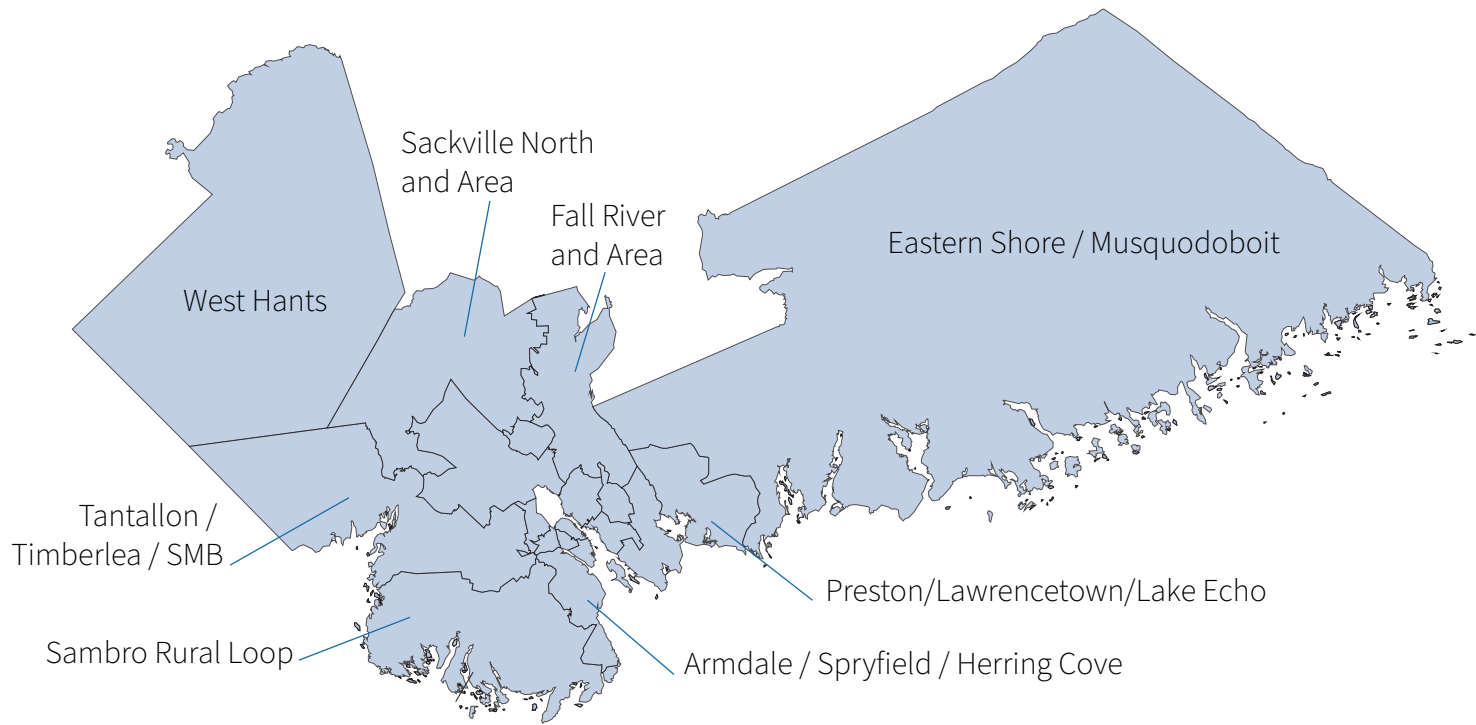 Sackville North
and Area
Fall River
and Area
Eastern Shore / Musquodoboit
West Hants
Tantallon /
Timberlea / SMB
Preston/Lawrencetown/Lake Echo
Sambro Rural Loop
Armdale / Spryfield / Herring Cove